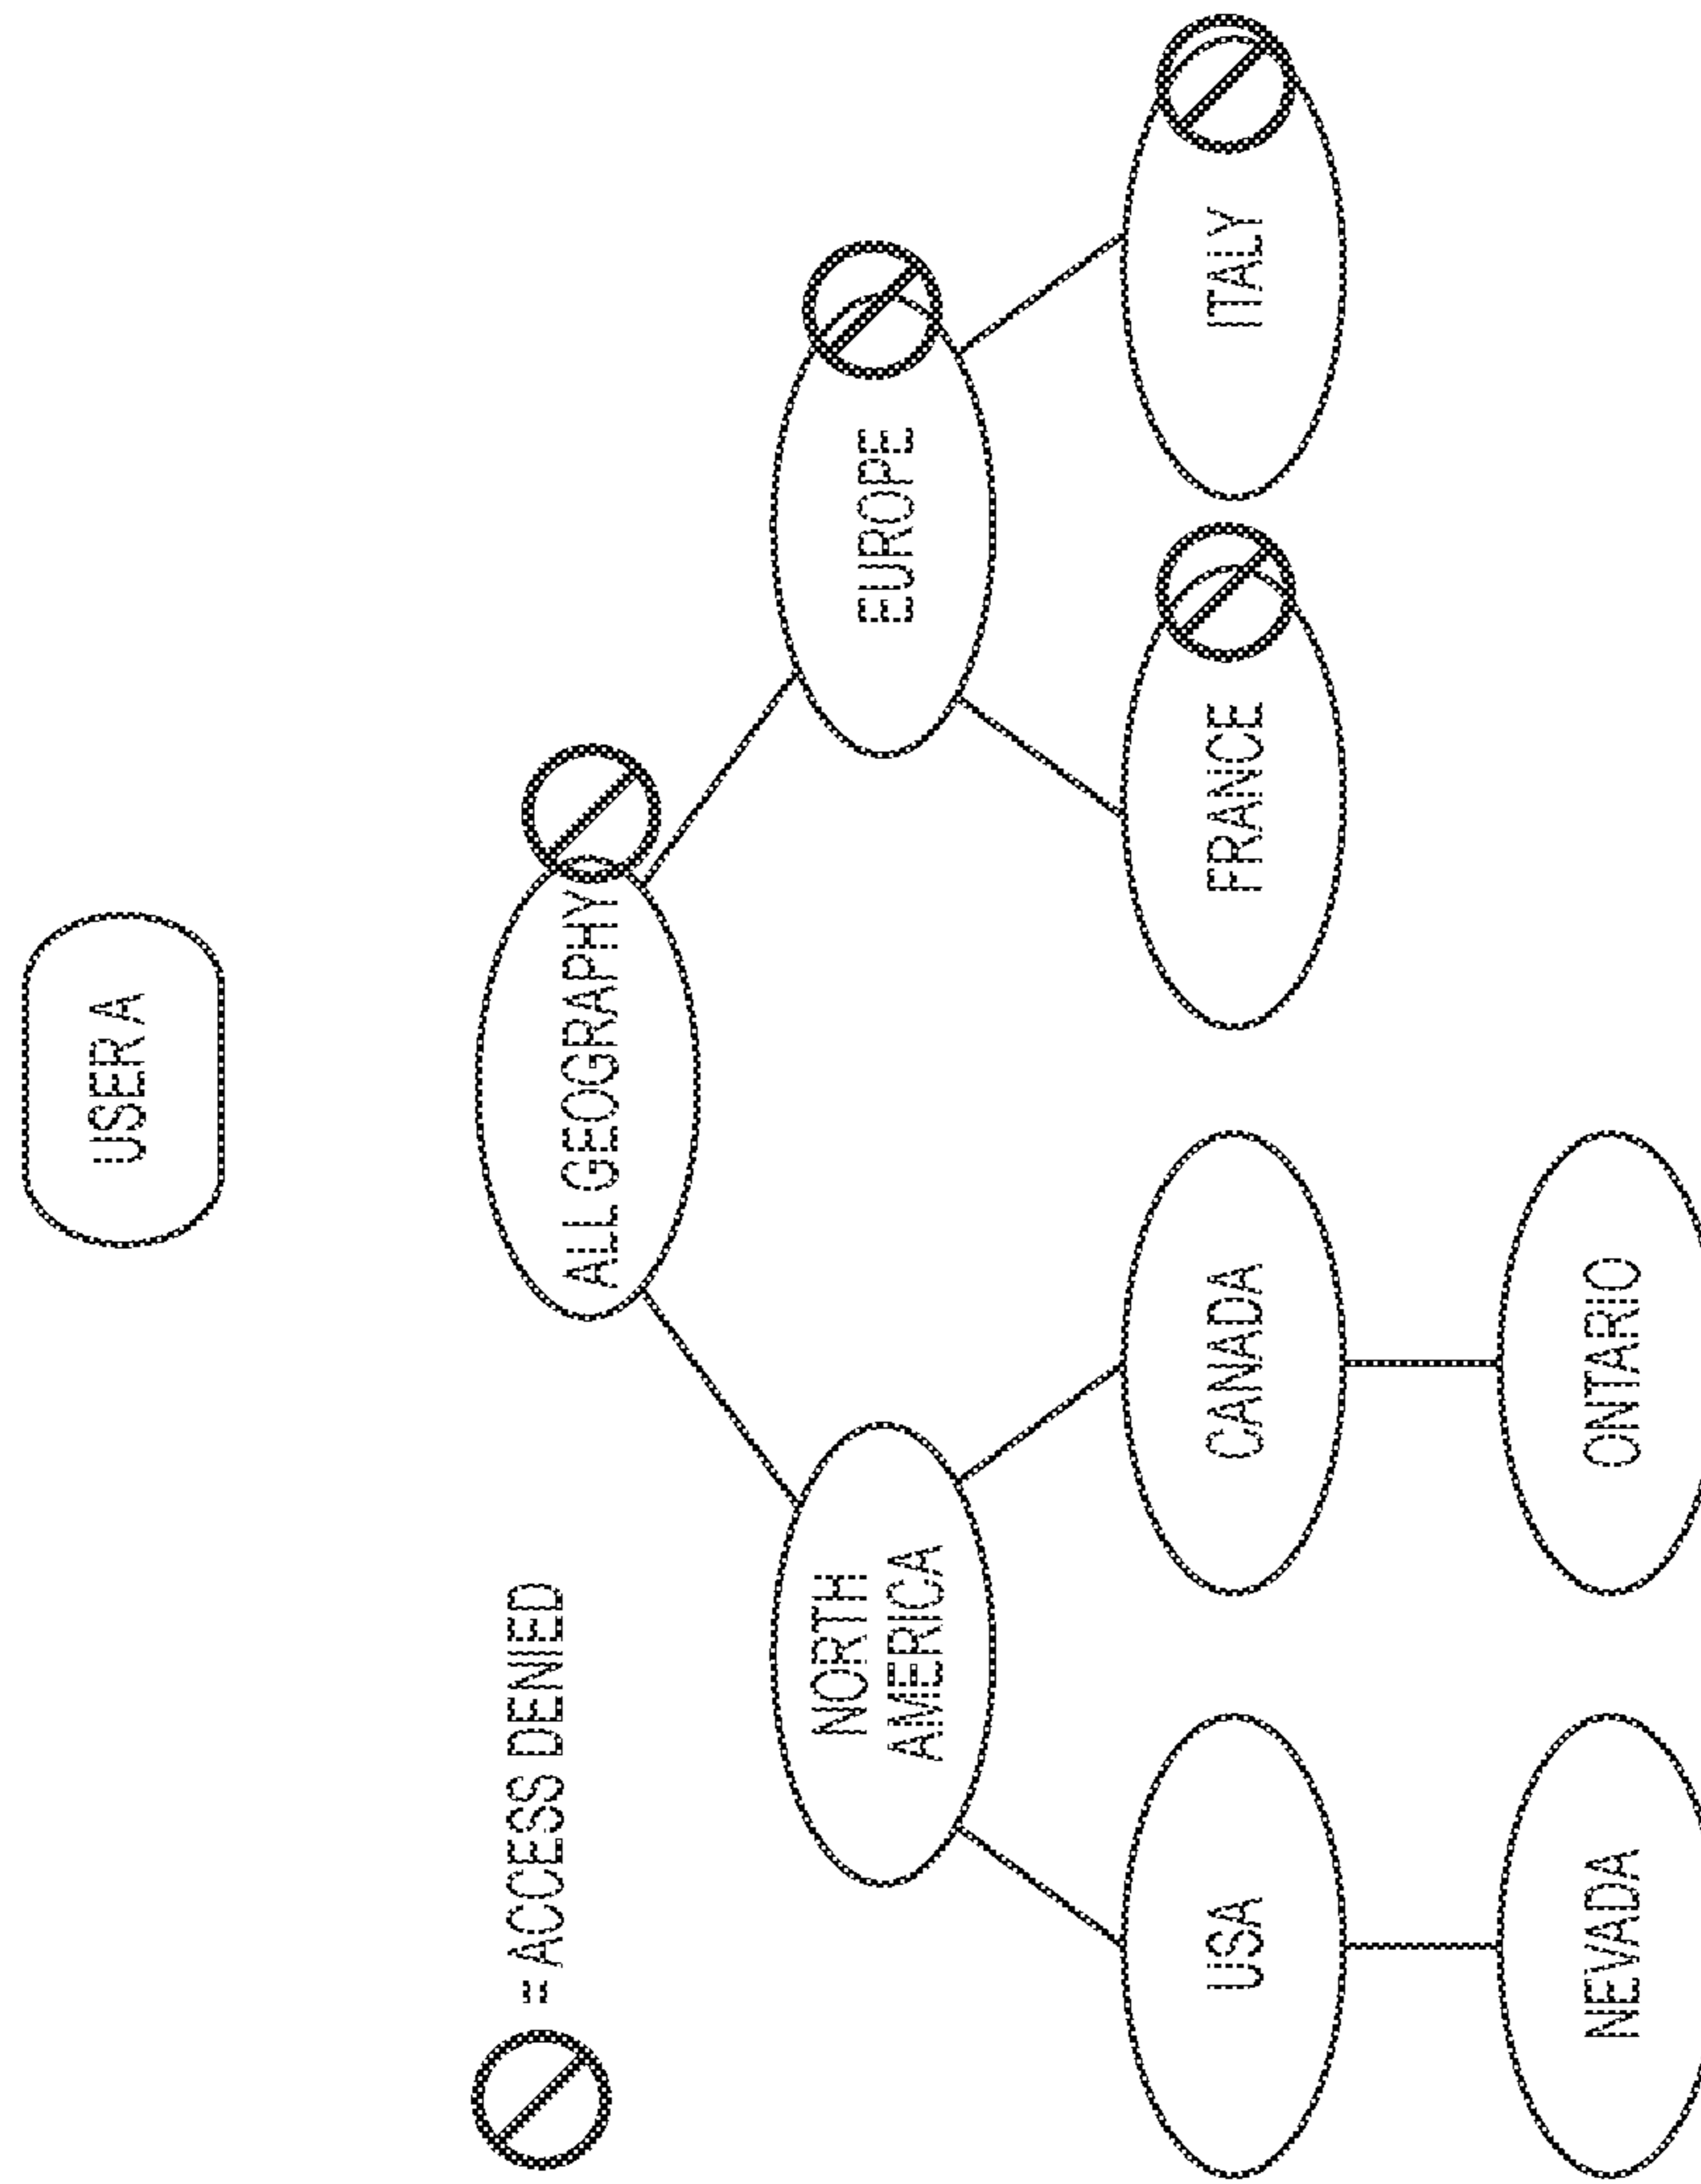 USER A
= ACCESS DENIED
ALL GEOGRAPHY
NORTH
AMERICA
EUROPE
USA
CANADA
FRANCE
ITALY
NEVADA
ONTARIO